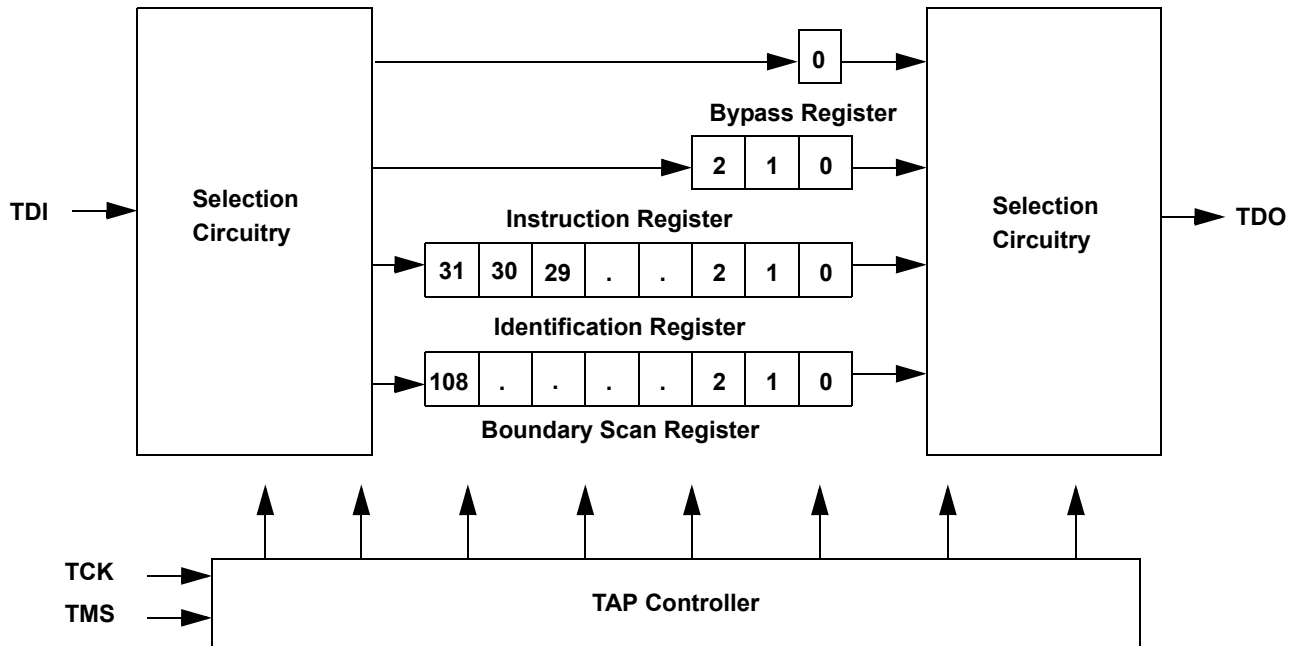 0
Bypass Register
2 1 0
Selection
Circuitry
Selection
Circuitry
TDI
TDO
Instruction Register
31 30 29 . . 2 1 0
Identification Register
108 . . . . 2 1 0
Boundary Scan Register
TCK
TMS
TAP Controller